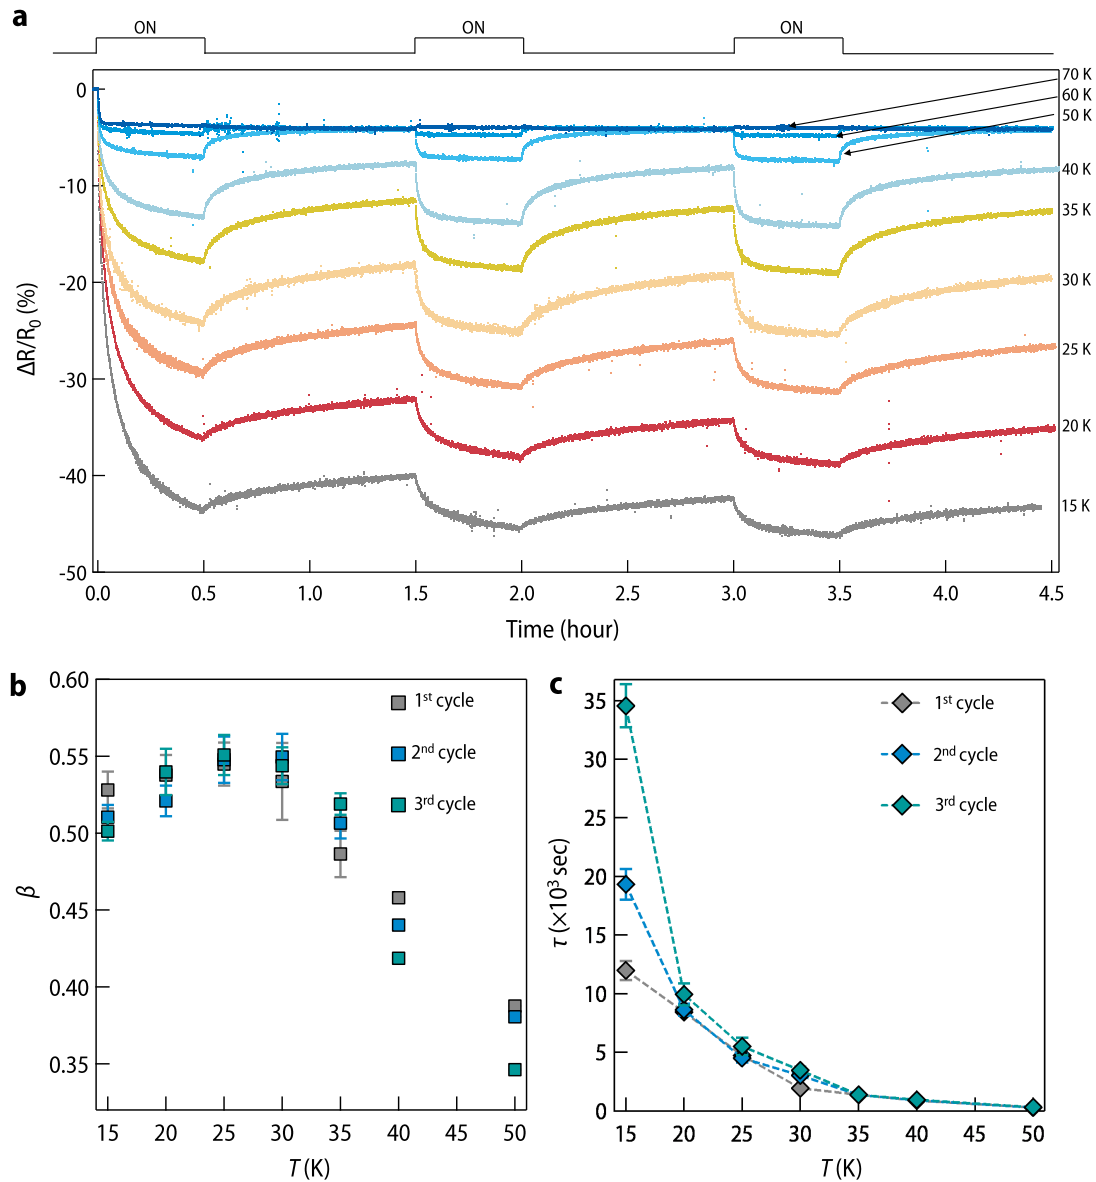 a
ON ON ON
70 K
60 K
50 K
40 K
35 K
30 K
25 K
20 K
15 K
0
-10
-20
-30
-40
-50
ΔR/R0 (%)
0.0 0.5 1.0 1.5 2.0 2.5 3.0 3.5 4.0 4.5
Time (hour)
b
0.60
0.55
0.50
0.45
0.40
0.35
β
1st cycle
2nd cycle
3rd cycle
15 20 25 30 35 40 50
T (K)
c
35
30
25
20
15
10
5
0
τ (×10³ sec)
1st cycle
2nd cycle
3rd cycle
15 20 25 30 35 40 50
T (K)